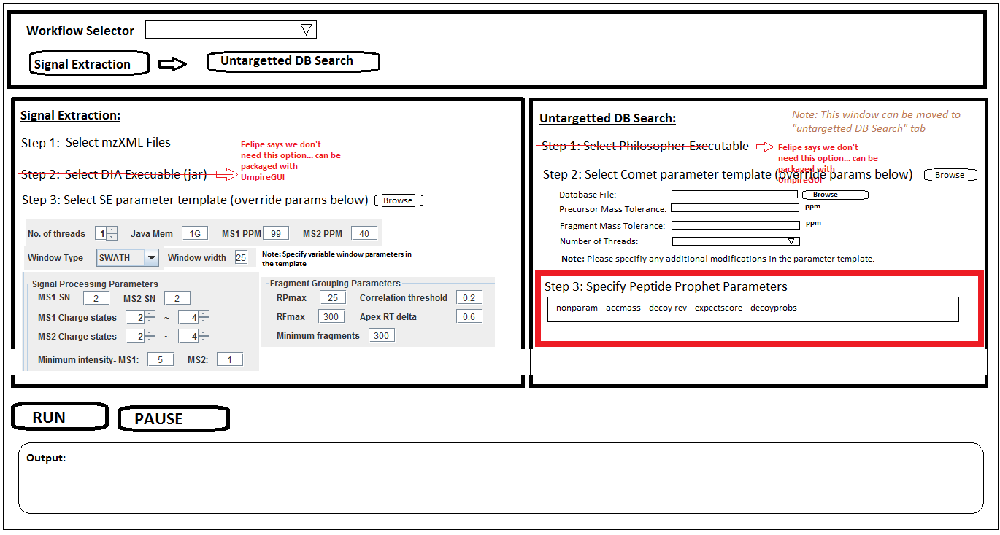 Workflow Selector
Signal Extraction
Untargetted DB Search
Signal Extraction:
Step 1: Select mzXML Files
Felipe says we don't
need this option... can be
packaged with
UmpireGUI
Step 2: Select DIA Execuable (jar)
Step 3: Select SE parameter template (override params below)
Browse
No. of threads 1 Java Mem 1G MS1 PPM 99 MS2 PPM 40
Window Type SWATH Window width 25
Note: Specify variable window parameters in
the template
Signal Processing Parameters
MS1 SN 2 MS2 SN 2
MS1 Charge states 2 ~ 4
MS2 Charge states 2 ~ 4
Minimum intensity- MS1: 5 MS2: 1
Fragment Grouping Parameters
RPmax 25 Correlation threshold 0.2
RFmax 300 Apex RT delta 0.6
Minimum fragments 300
Untargetted DB Search:
Note: This window can be moved to
"untargetted DB Search" tab
Step 1: Select Philosopher Executable
Felipe says we don't
need this option... can be
packaged with
UmpireGUI
Step 2: Select Comet parameter template (override params below)
Browse
Database File:
Browse
Precursor Mass Tolerance:
ppm
Fragment Mass Tolerance:
ppm
Number of Threads:
Note: Please specifiy any additional modifications in the parameter template.
Step 3: Specify Peptide Prophet Parameters
--nonparam --accmass --decoy rev --expectscore --decoyprobs
RUN
PAUSE
Output: